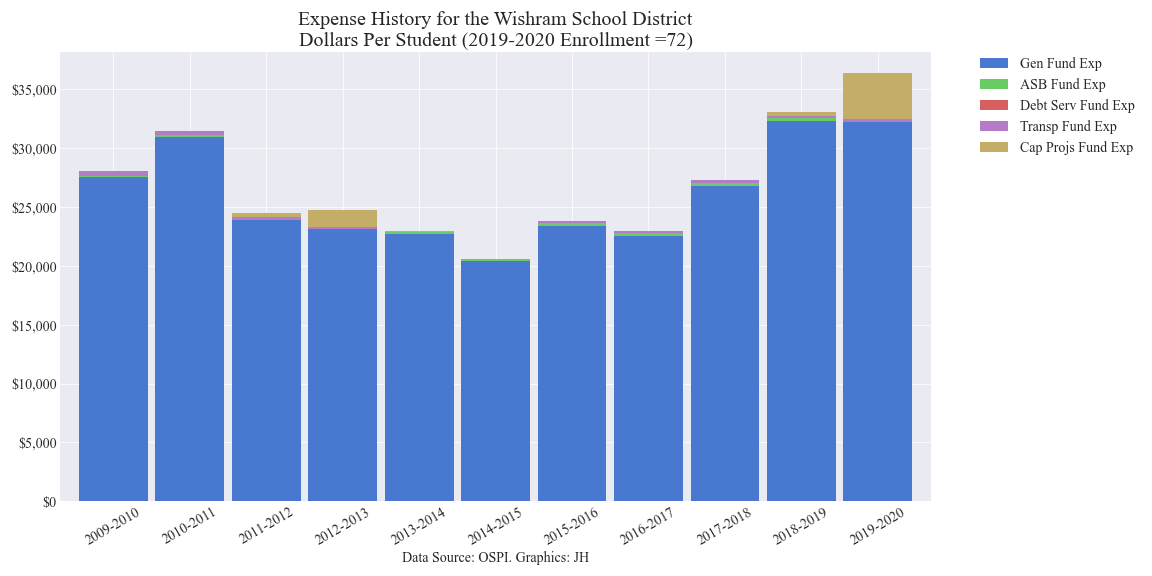 Expense History for the Wishram School District
Dollars Per Student (2019-2020 Enrollment =72)
$35,000
$30,000
$25,000
$20,000
$15,000
$10,000
$5,000
$0
2009-2010
2010-2011
2011-2012
2012-2013
2013-2014
2014-2015
2015-2016
2016-2017
2017-2018
2018-2019
2019-2020
Data Source: OSPI. Graphics: JH
Gen Fund Exp
ASB Fund Exp
Debt Serv Fund Exp
Transp Fund Exp
Cap Projs Fund Exp